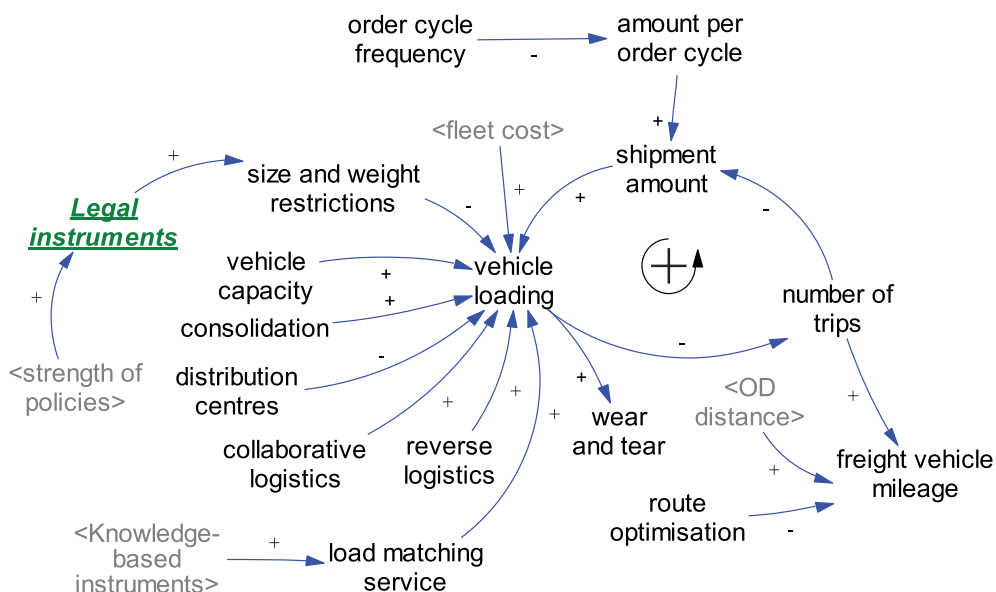 order cycle
frequency
-
amount per
order cycle
+
<fleet cost>
+
shipment
amount
+
-
+
size and weight
restrictions
-
Legal
instruments
+
<strength of
policies>
vehicle
capacity
+
consolidation
+
distribution
centres
-
collaborative
logistics
+
reverse
logistics
+
vehicle
loading
+
number of
trips
-
+
wear
and tear
+
<OD
distance>
+
freight vehicle
mileage
route
optimisation
-
<Knowledge-
based
instruments>
+
load matching
service
+